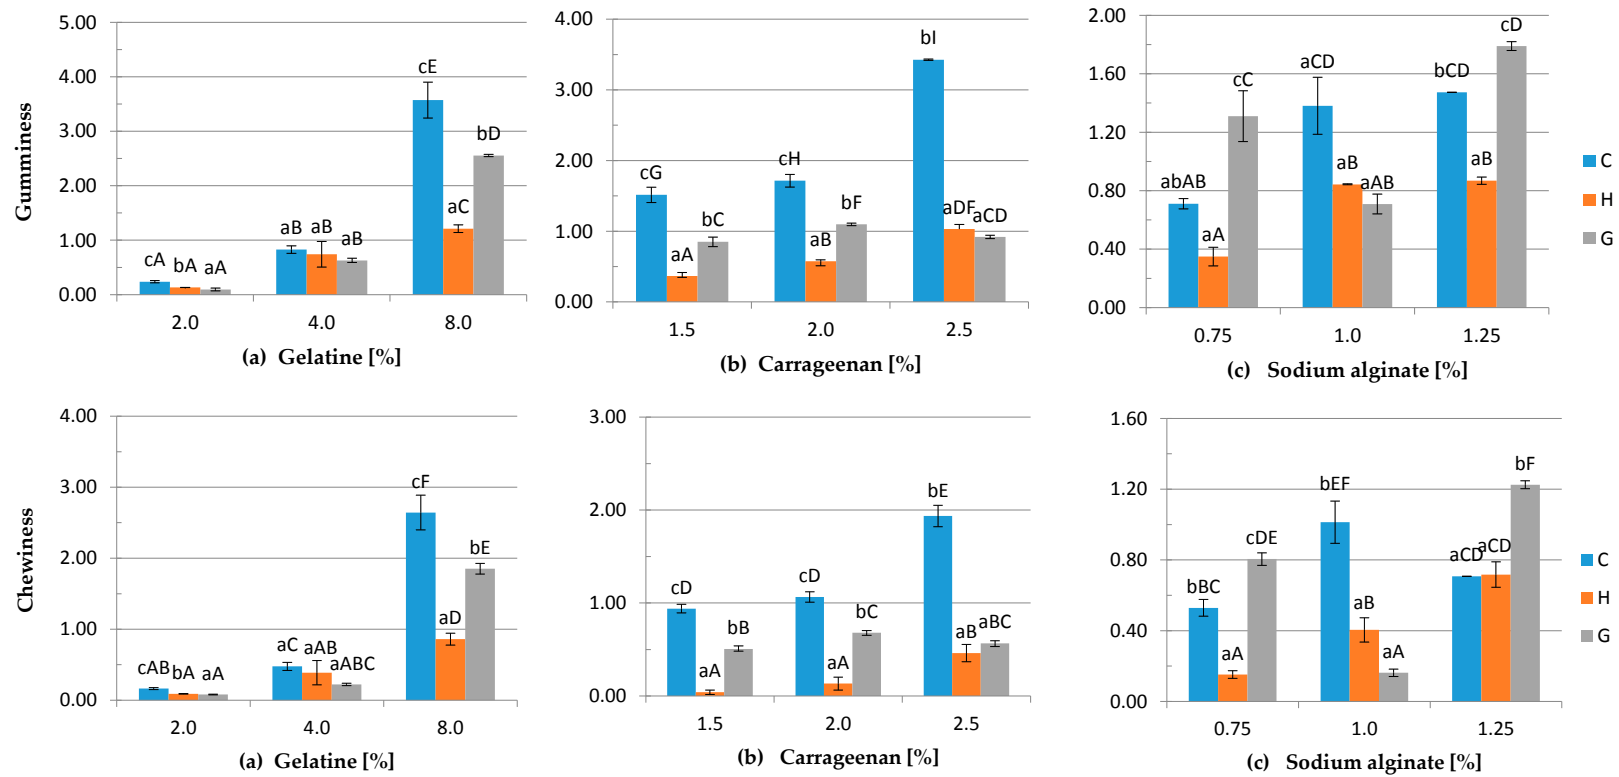 Gumminess
5.00
4.00
3.00
2.00
1.00
0.00
cA bA aA
aB aB aB
cE aC bD
2.0 4.0 8.0
(a) Gelatine [%]
4.00
3.00
2.00
1.00
0.00
cG aA bC
cH aB bF
bI aDF aCD
1.5 2.0 2.5
(b) Carrageenan [%]
2.00
1.60
1.20
0.80
0.40
0.00
abAB aA cC
aCD aB aAB
bCD aB cD
0.75 1.0 1.25
(c) Sodium alginate [%]
C
H
G
Chewiness
4.00
3.00
2.00
1.00
0.00
cAB bA aA
aC aAB aABC
cF aD bE
2.0 4.0 8.0
(a) Gelatine [%]
3.00
2.00
1.00
0.00
cD aA bB
cD aA bC
bE aB aBC
1.5 2.0 2.5
(b) Carrageenan [%]
1.60
1.20
0.80
0.40
0.00
bBC aA cDE
bEF aB aA
aCD aCD bF
0.75 1.0 1.25
(c) Sodium alginate [%]
C
H
G